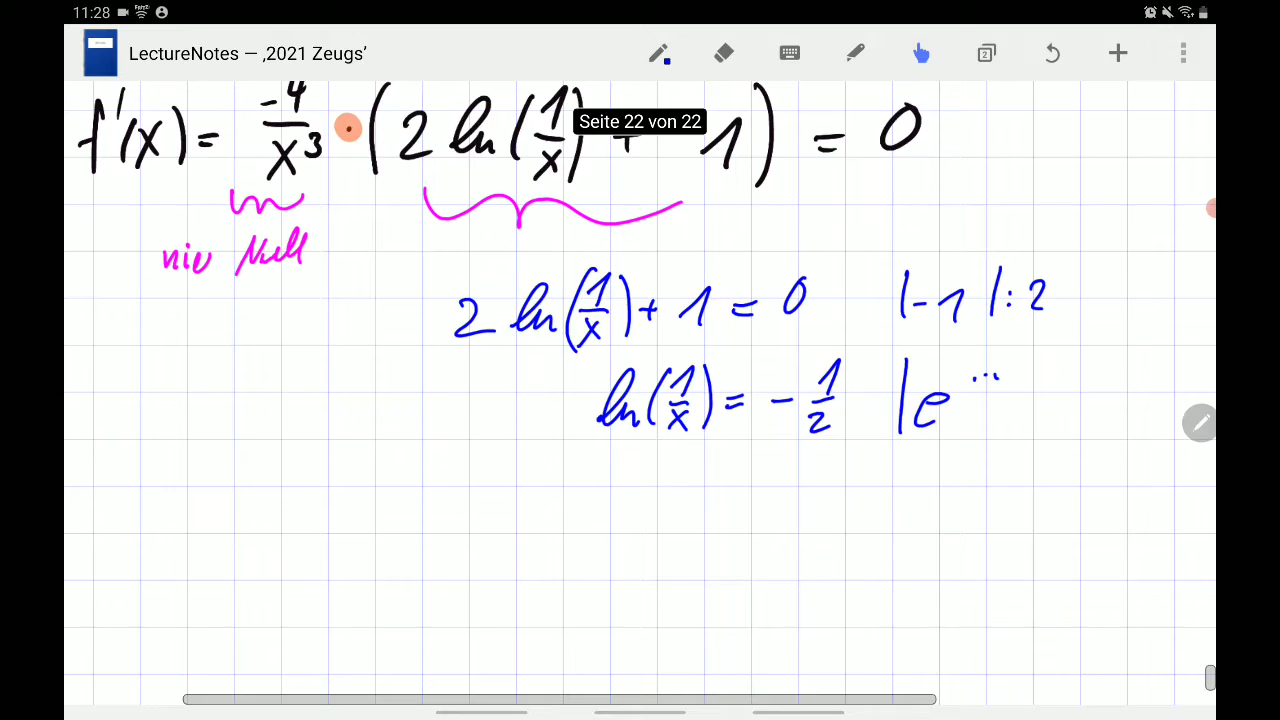 11:28
LectureNotes — ‚2021 Zeugs’
2
f'(x) = -4/x³ · (2 ln(1/x) + 1) = 0
Seite 22 von 22
nie Null
2 ln(1/x) + 1 = 0 |-1 |:2
ln(1/x) = -1/2 |e^...